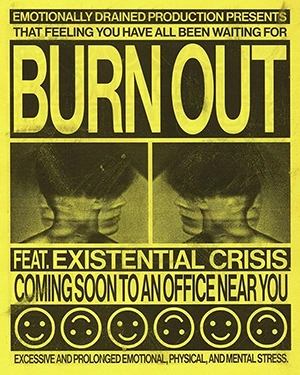 EMOTIONALLY DRAINED PRODUCTION PRESENTS
THAT FEELING YOU HAVE ALL BEEN WAITING FOR
BURN OUT
FEAT. EXISTENTIAL CRISIS
COMING SOON TO AN OFFICE NEAR YOU
EXCESSIVE AND PROLONGED EMOTIONAL, PHYSICAL, AND MENTAL STRESS.